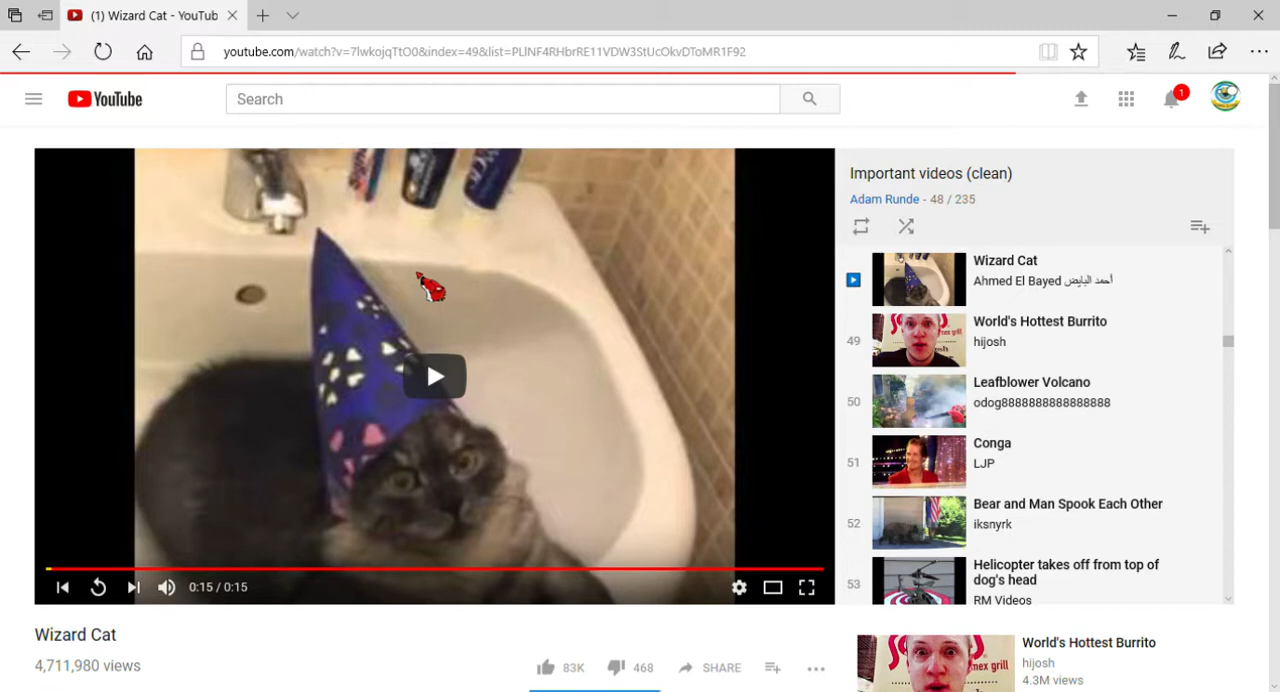 (1) Wizard Cat - YouTub
youtube.com/watch?v=7lwkojqTtO0&index=49&list=PLlNF4RHbrRE11VDW3StUcOkvDToMR1F92
YouTube
Search
1
Important videos (clean)
Adam Runde - 48 / 235
Wizard Cat
Ahmed El Bayed أحمد البايض
49
World's Hottest Burrito
hijosh
50
Leafblower Volcano
odog8888888888888888
51
Conga
LJP
52
Bear and Man Spook Each Other
iksnyrk
53
Helicopter takes off from top of
dog's head
RM Videos
0:15 / 0:15
Wizard Cat
4,711,980 views
83K
468
SHARE
World's Hottest Burrito
hijosh
4.3M views
mex grill